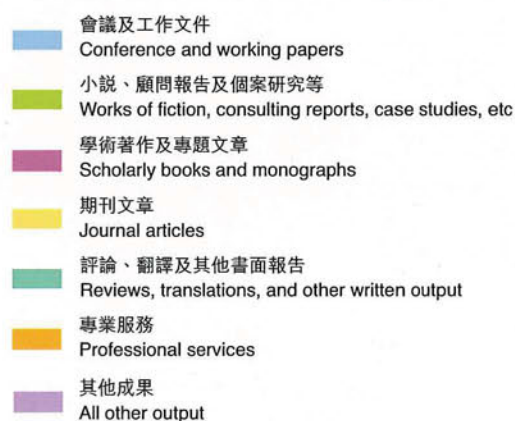 會議及工作文件
Conference and working papers
小説、顧問報告及個案研究等
Works of fiction, consulting reports, case studies, etc
學術著作及專題文章
Scholarly books and monographs
期刊文章
Journal articles
評論、翻譯及其他書面報告
Reviews, translations, and other written output
專業服務
Professional services
其他成果
All other output